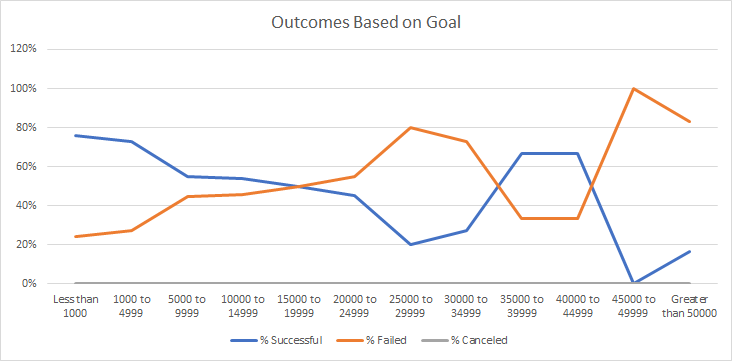 Outcomes Based on Goal
120%
100%
80%
60%
40%
20%
0%
Less than 1000
1000 to 4999
5000 to 9999
10000 to 14999
15000 to 19999
20000 to 24999
25000 to 29999
30000 to 34999
35000 to 39999
40000 to 44999
45000 to 49999
Greater than 50000
% Successful % Failed % Canceled